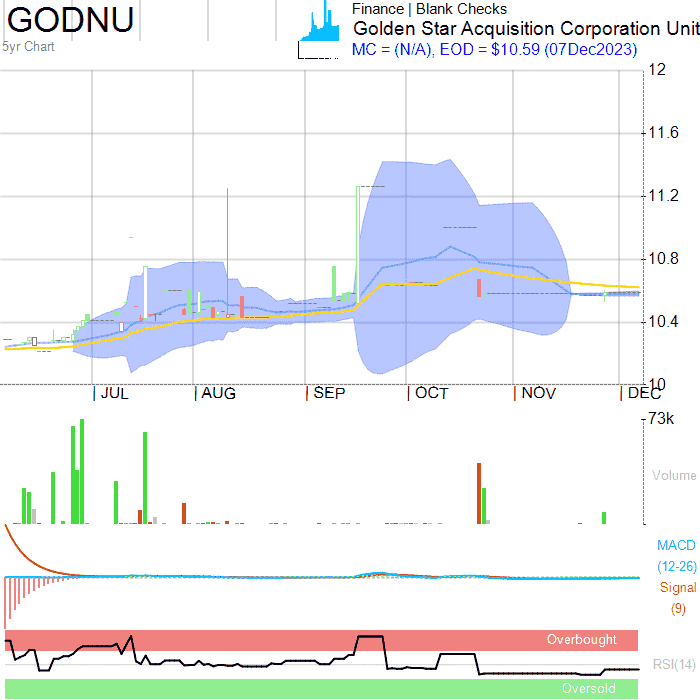 GODNU
Finance | Blank Checks
Golden Star Acquisition Corporation Unit
5yr Chart
MC = (N/A), EOD = $10.59 (07Dec2023)
12
11.6
11.2
10.8
10.4
10
JUL AUG SEP OCT NOV DEC
73k
Volume
MACD
(12-26)
Signal
(9)
Overbought
RSI(14)
Oversold